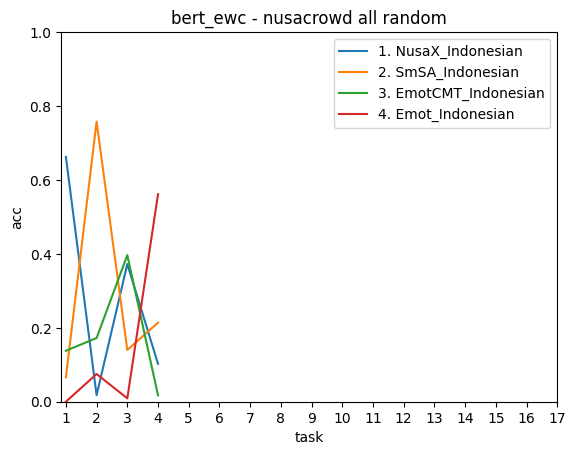 bert_ewc - nusacrowd all random
1.0
0.8
0.6
0.4
0.2
0.0
acc
1. NusaX_Indonesian
2. SmSA_Indonesian
3. EmotCMT_Indonesian
4. Emot_Indonesian
1 2 3 4 5 6 7 8 9 10 11 12 13 14 15 16 17
task